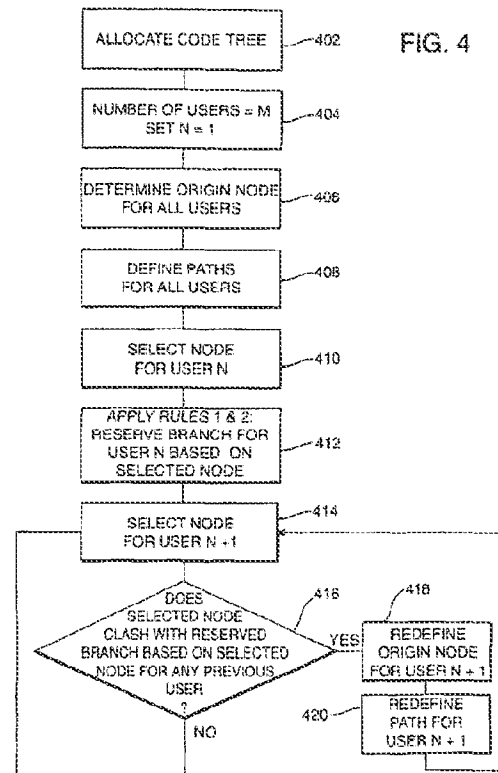 FIG. 4
ALLOCATE CODE TREE
402
NUMBER OF USERS = M
SET N = 1
404
DETERMINE ORIGIN NODE
FOR ALL USERS
406
DEFINE PATHS
FOR ALL USERS
408
SELECT NODE
FOR USER N
410
APPLY RULES 1 & 2:
RESERVE BRANCH FOR
USER N BASED ON
SELECTED NODE
412
SELECT NODE
FOR USER N+1
414
DOES
SELECTED NODE
CLASH WITH RESERVED
BRANCH BASED ON SELECTED
NODE FOR ANY PREVIOUS
USER
?
416
YES
NO
418
REDEFINE
ORIGIN NODE
FOR USER N+1
420
REDEFINE
PATH FOR
USER N+1